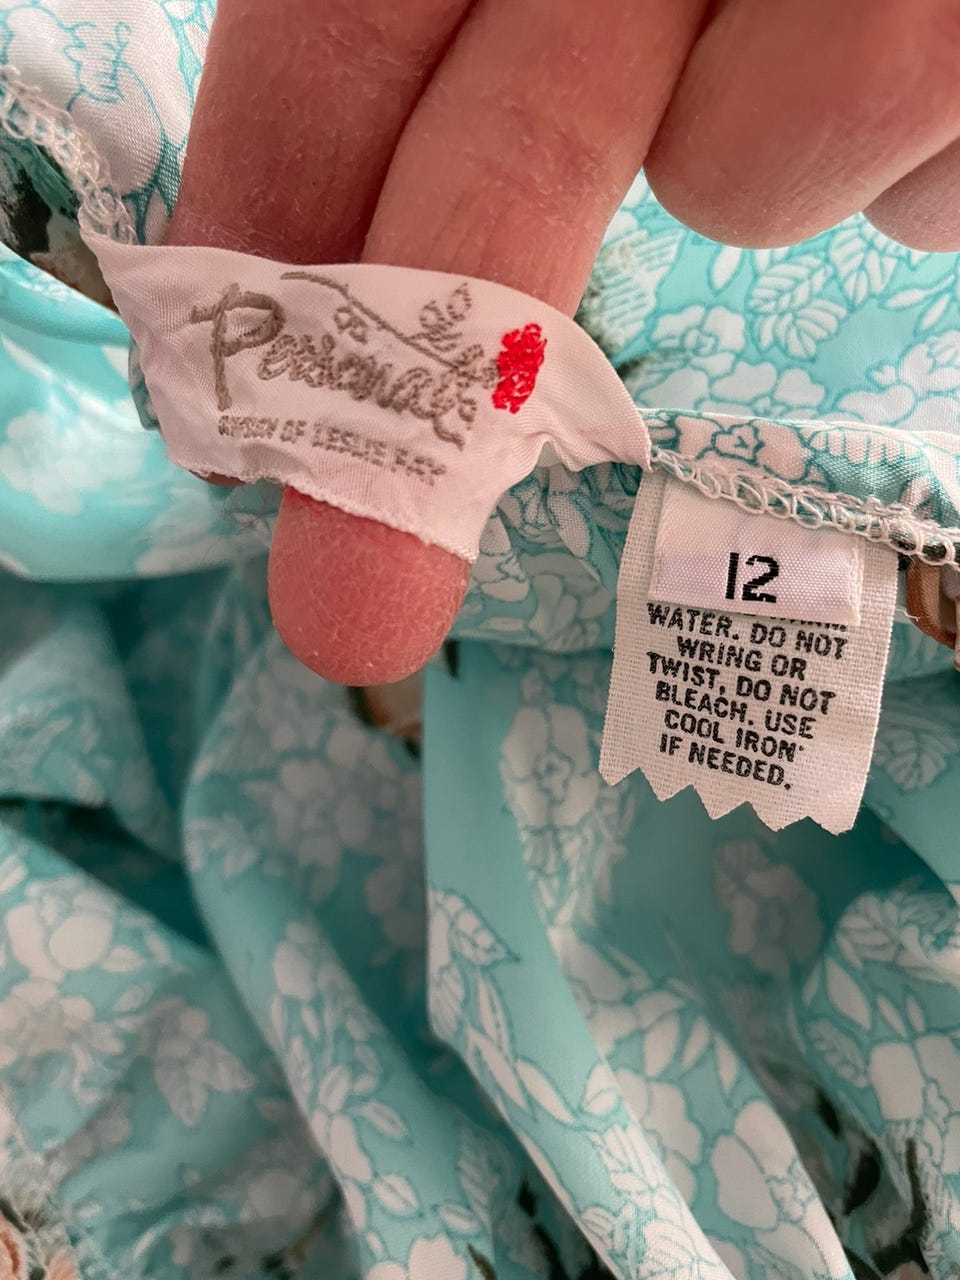 Personal
DIVISION OF LESLIE FAY
12
WATER. DO NOT
WRING OR
TWIST. DO NOT
BLEACH. USE
COOL IRON
IF NEEDED.